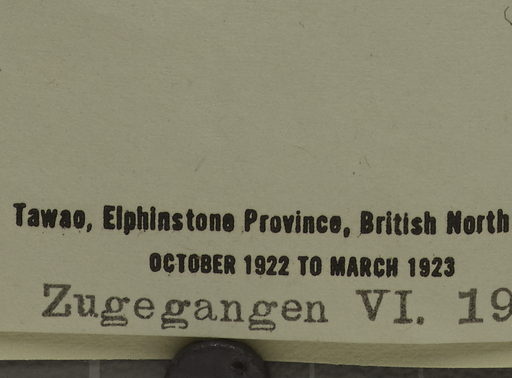 Tawao, Elphinstone Province, British North
OCTOBER 1922 TO MARCH 1923
Zugegangen VI. 19